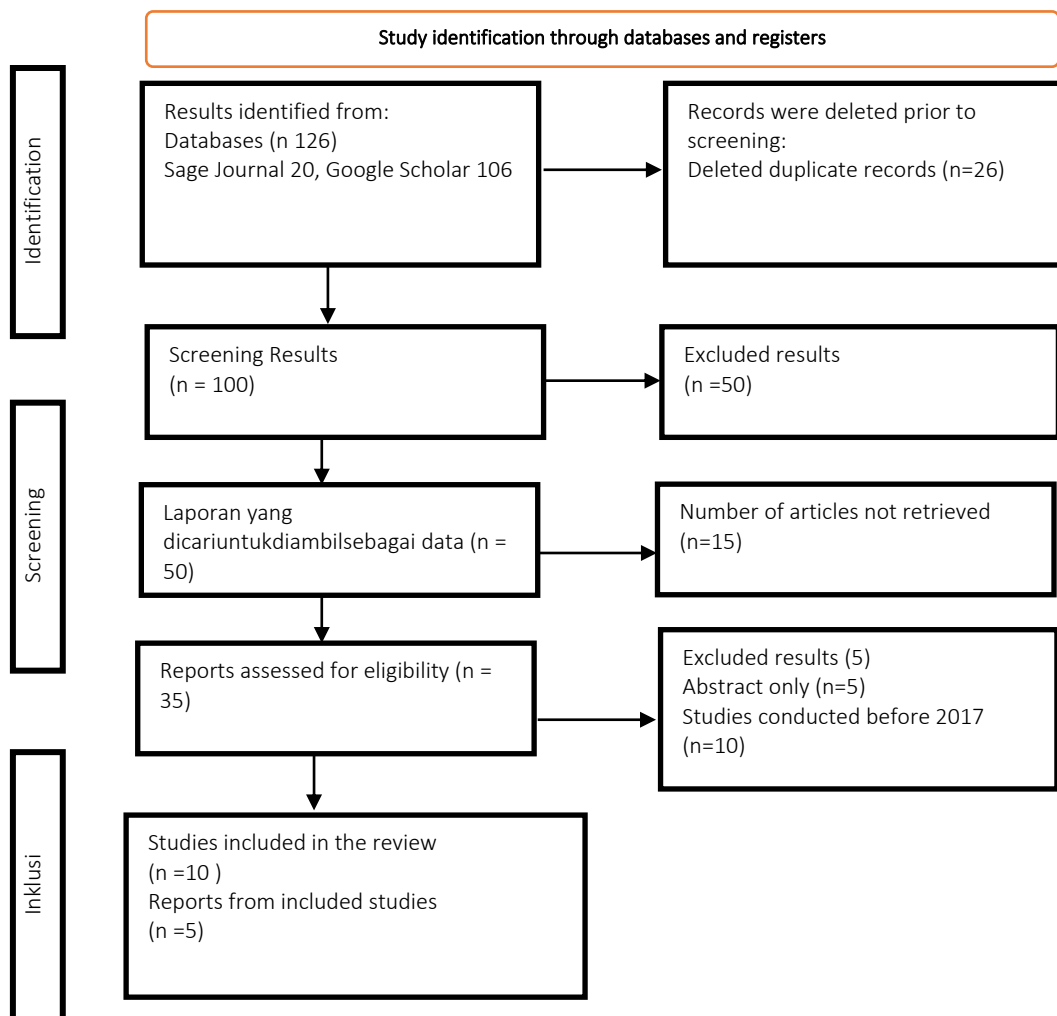 Study identification through databases and registers
Identification
Results identified from:
Databases (n 126)
Sage Journal 20, Google Scholar 106
Records were deleted prior to
screening:
Deleted duplicate records (n=26)
Screening
Screening Results
(n = 100)
Excluded results
(n =50)
Laporan yang
dicariuntukdiambilsebagai data (n =
50)
Number of articles not retrieved
(n=15)
Reports assessed for eligibility (n =
35)
Excluded results (5)
Abstract only (n=5)
Studies conducted before 2017
(n=10)
Inklusi
Studies included in the review
(n =10 )
Reports from included studies
(n =5)